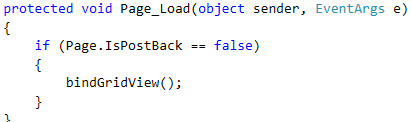 protected void Page_Load(object sender, EventArgs e)
{
    if (Page.IsPostBack == false)
    {
        bindGridView();
    }
}